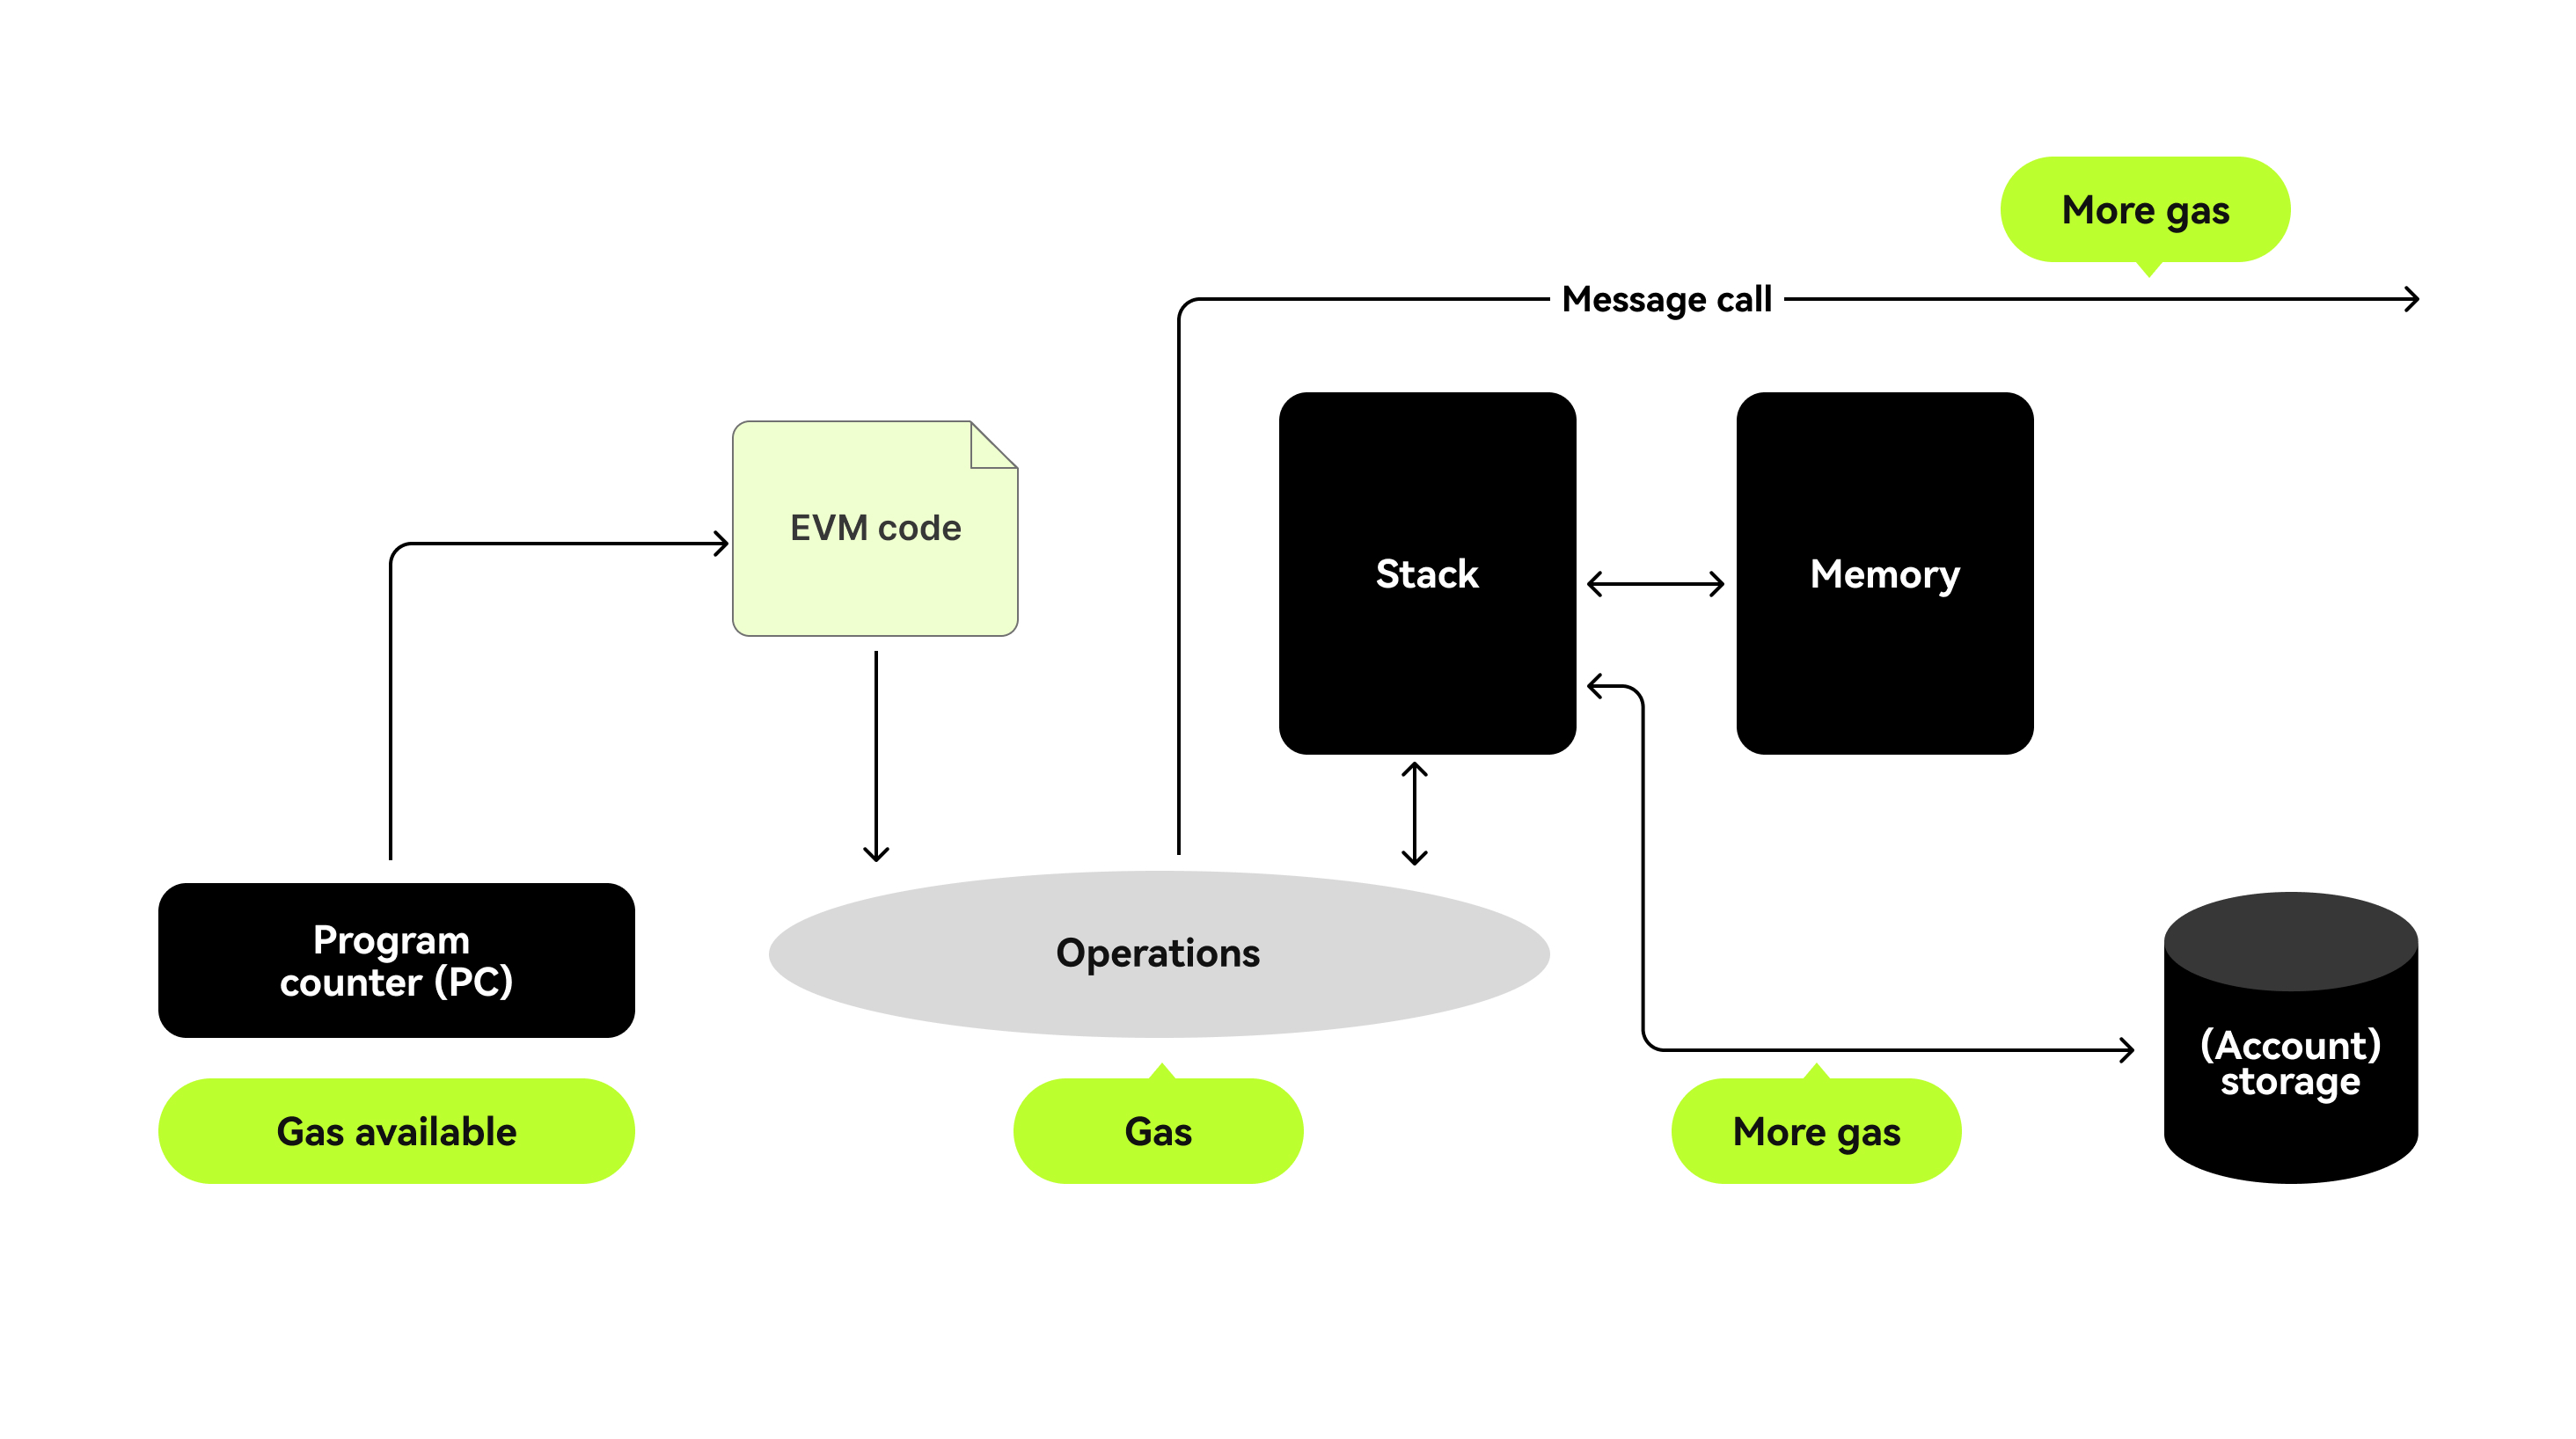 More gas
Message call
EVM code
Stack
Memory
Program
counter (PC)
Operations
(Account)
storage
Gas available
Gas
More gas